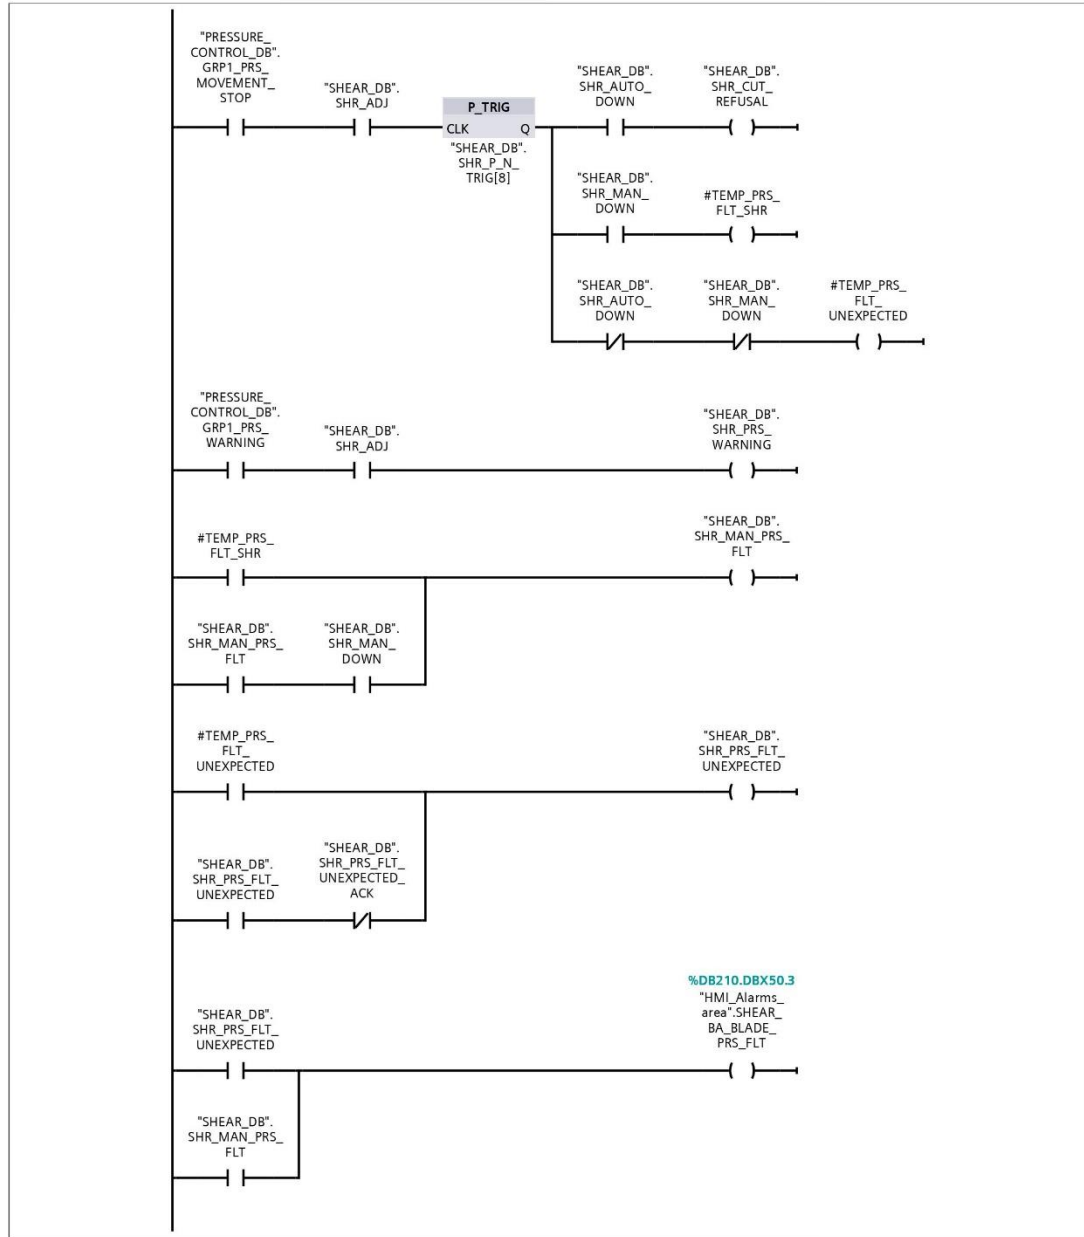 "PRESSURE_
CONTROL_DB".
GRP1_PRS_
MOVEMENT_
STOP
"SHEAR_DB".
SHR_ADJ
P_TRIG
CLK Q
"SHEAR_DB".
SHR_P_N_
TRIG[8]
"SHEAR_DB".
SHR_AUTO_
DOWN
"SHEAR_DB".
SHR_CUT_
REFUSAL
"SHEAR_DB".
SHR_MAN_
DOWN
#TEMP_PRS_
FLT_SHR
"SHEAR_DB".
SHR_AUTO_
DOWN
"SHEAR_DB".
SHR_MAN_
DOWN
#TEMP_PRS_
FLT_
UNEXPECTED
"PRESSURE_
CONTROL_DB".
GRP1_PRS_
WARNING
"SHEAR_DB".
SHR_ADJ
"SHEAR_DB".
SHR_PRS_
WARNING
#TEMP_PRS_
FLT_SHR
"SHEAR_DB".
SHR_MAN_PRS_
FLT
"SHEAR_DB".
SHR_MAN_PRS_
FLT
"SHEAR_DB".
SHR_MAN_
DOWN
#TEMP_PRS_
FLT_
UNEXPECTED
"SHEAR_DB".
SHR_PRS_FLT_
UNEXPECTED
"SHEAR_DB".
SHR_PRS_FLT_
UNEXPECTED
"SHEAR_DB".
SHR_PRS_FLT_
UNEXPECTED_
ACK
"SHEAR_DB".
SHR_PRS_FLT_
UNEXPECTED
%DB210.DBX50.3
"HMI_Alarms_
area".SHEAR_
BA_BLADE_
PRS_FLT
"SHEAR_DB".
SHR_MAN_PRS_
FLT